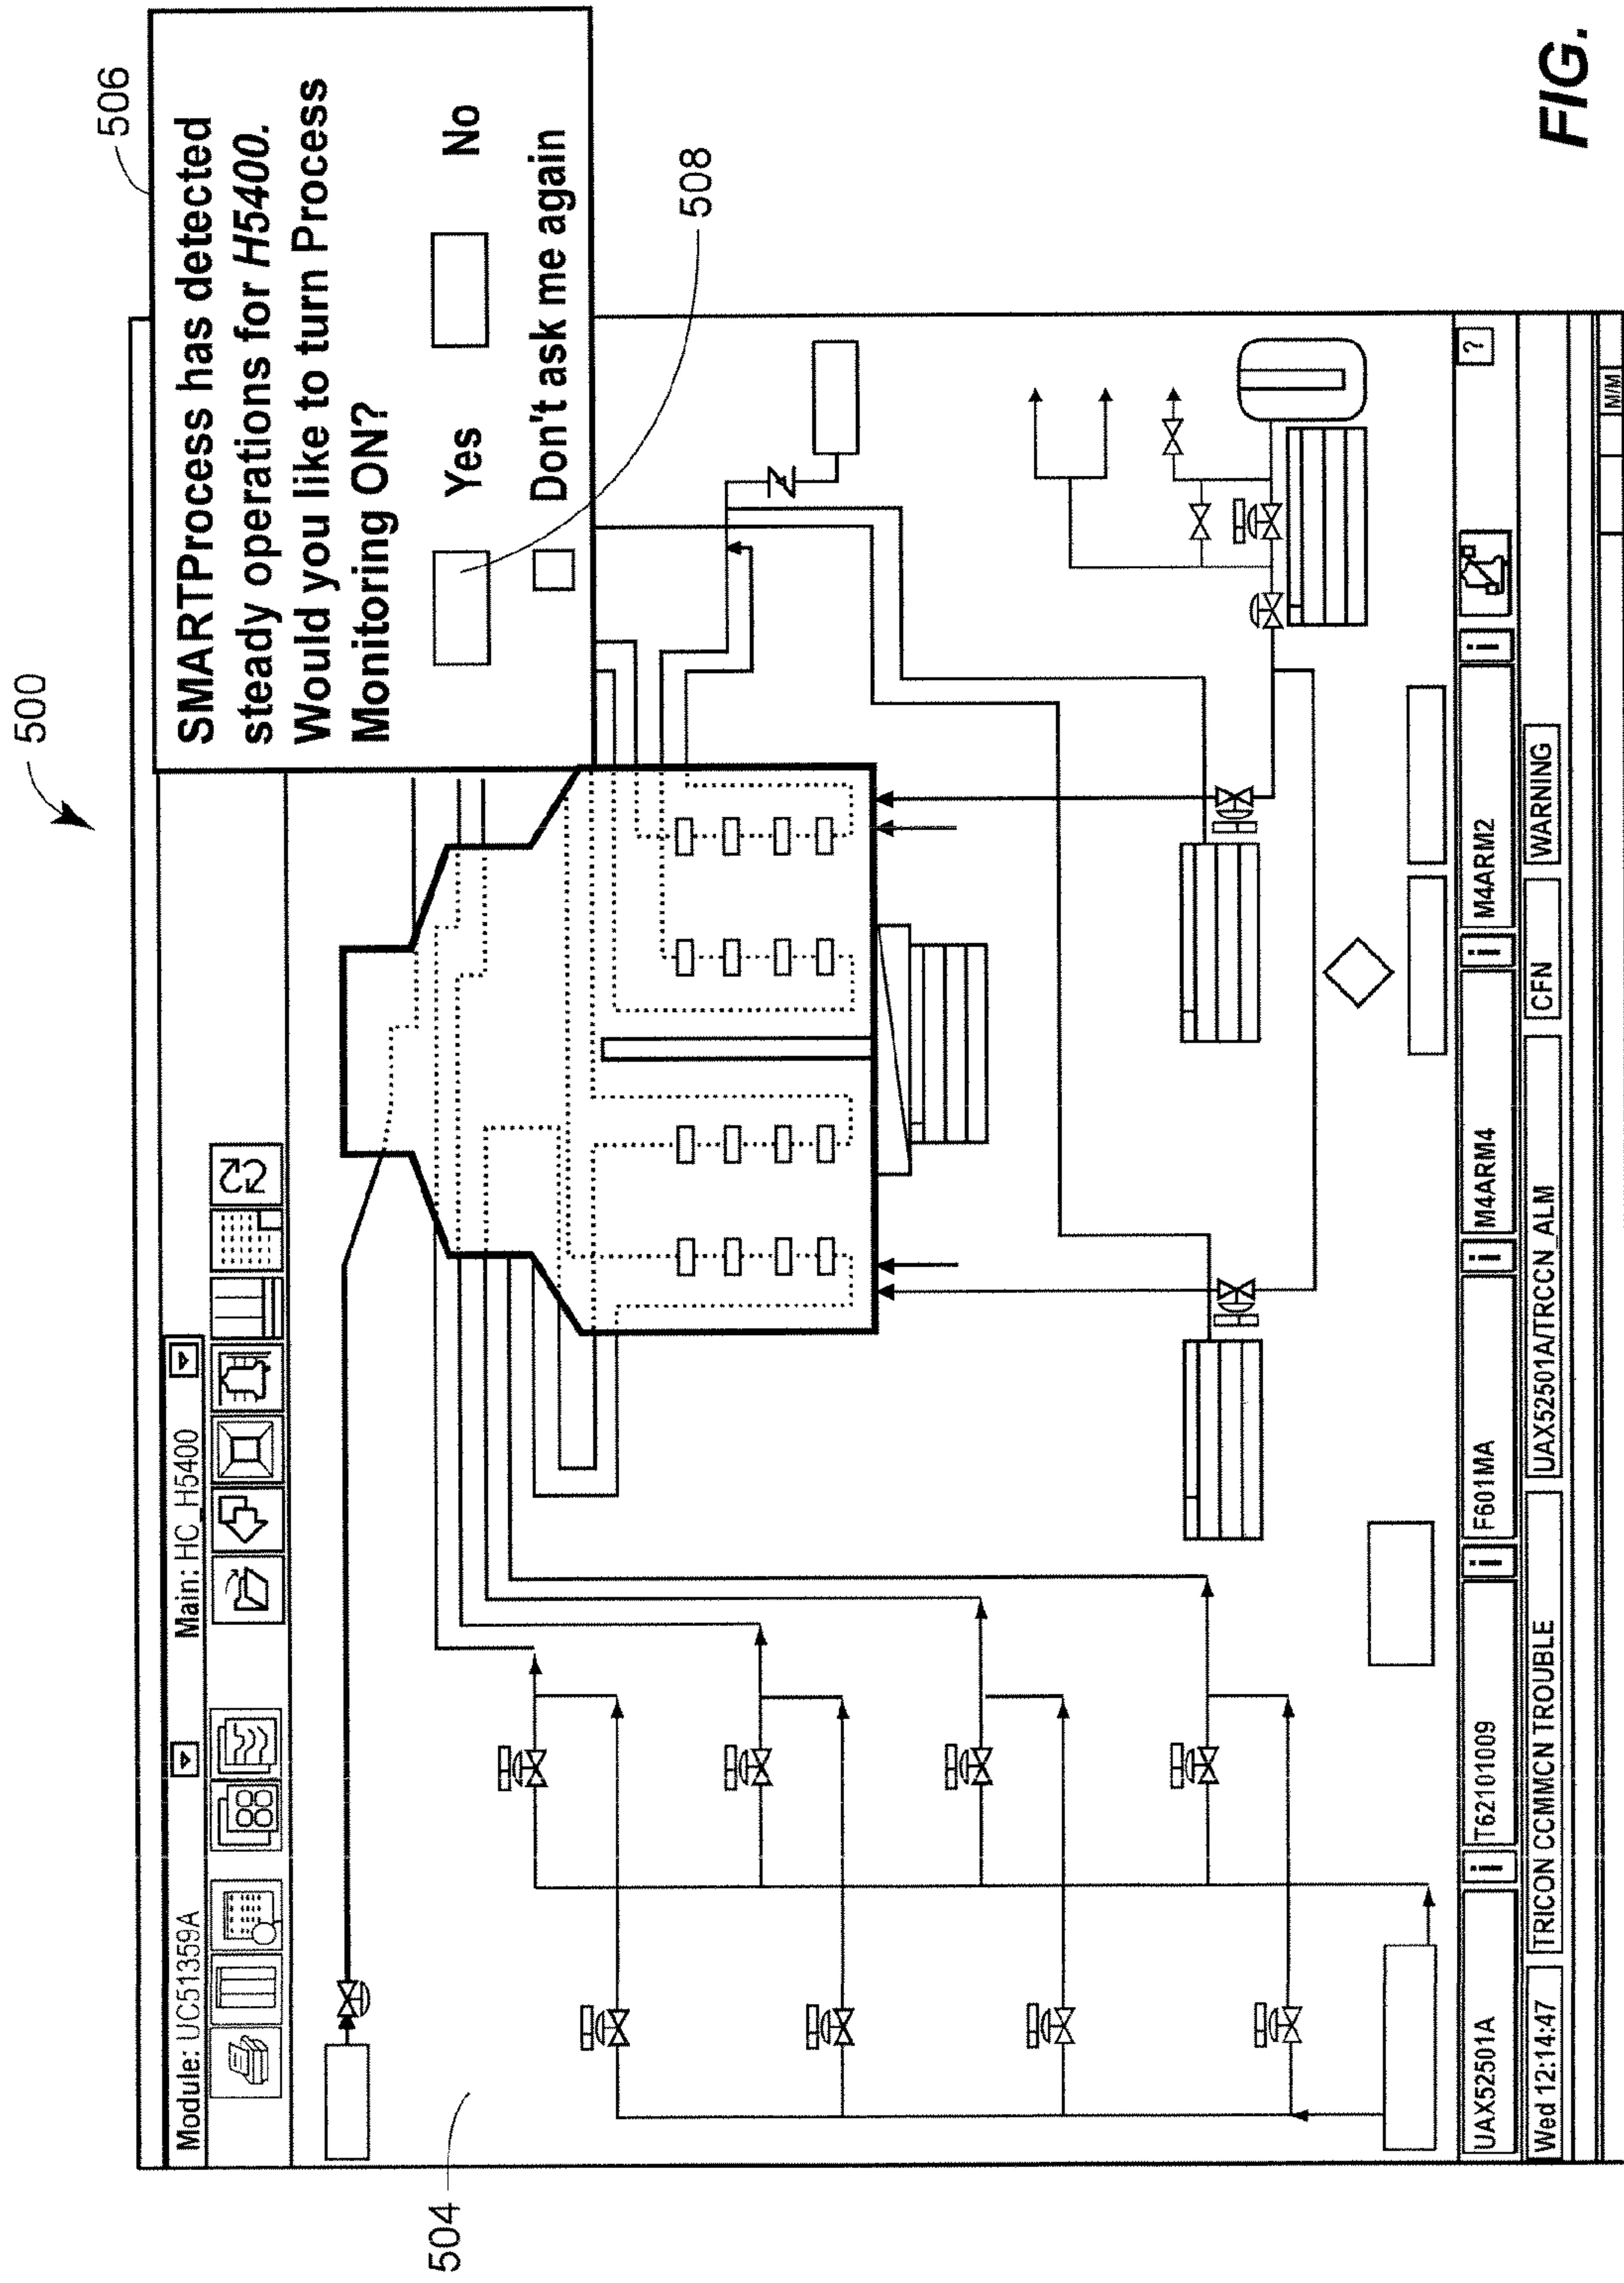 500
506
SMARTProcess has detected
steady operations for H5400.
Would you like to turn Process
Monitoring ON?
Yes No
Don't ask me again
508
Module: UC51359A Main: HC_H5400
504
?
UAX52501A i T62101009 i F601MA i M4ARM4 i M4ARM2 i
Wed 12:14:47 TRICON CCMMCN TROUBLE UAX52501A/TRCCN_ALM CFN WARNING
M/M
FIG.